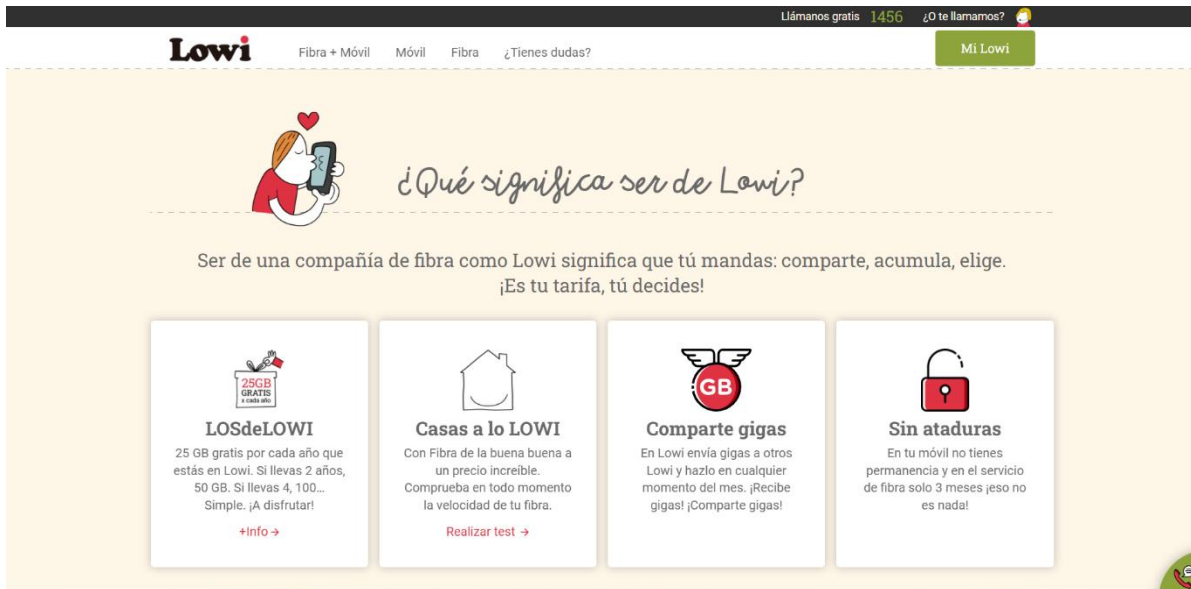 Llámanos gratis 1456 ¿O te llamamos?
Lowi Fibra + Móvil Móvil Fibra ¿Tienes dudas? Mi Lowi
¿Qué significa ser de Lowi?
Ser de una compañía de fibra como Lowi significa que tú mandas: comparte, acumula, elige.
¡Es tu tarifa, tú decides!
25GB
GRATIS
x cada año
LOSdeLOWI
25 GB gratis por cada año que
estás en Lowi. Si llevas 2 años,
50 GB. Si llevas 4, 100...
Simple. ¡A disfrutar!
+Info →
Casas a lo LOWI
Con Fibra de la buena buena a
un precio increíble.
Comprueba en todo momento
la velocidad de tu fibra.
Realizar test →
GB
Comparte gigas
En Lowi envía gigas a otros
Lowi y hazlo en cualquier
momento del mes. ¡Recibe
gigas! ¡Comparte gigas!
Sin ataduras
En tu móvil no tienes
permanencia y en el servicio
de fibra solo 3 meses ¡eso no
es nada!